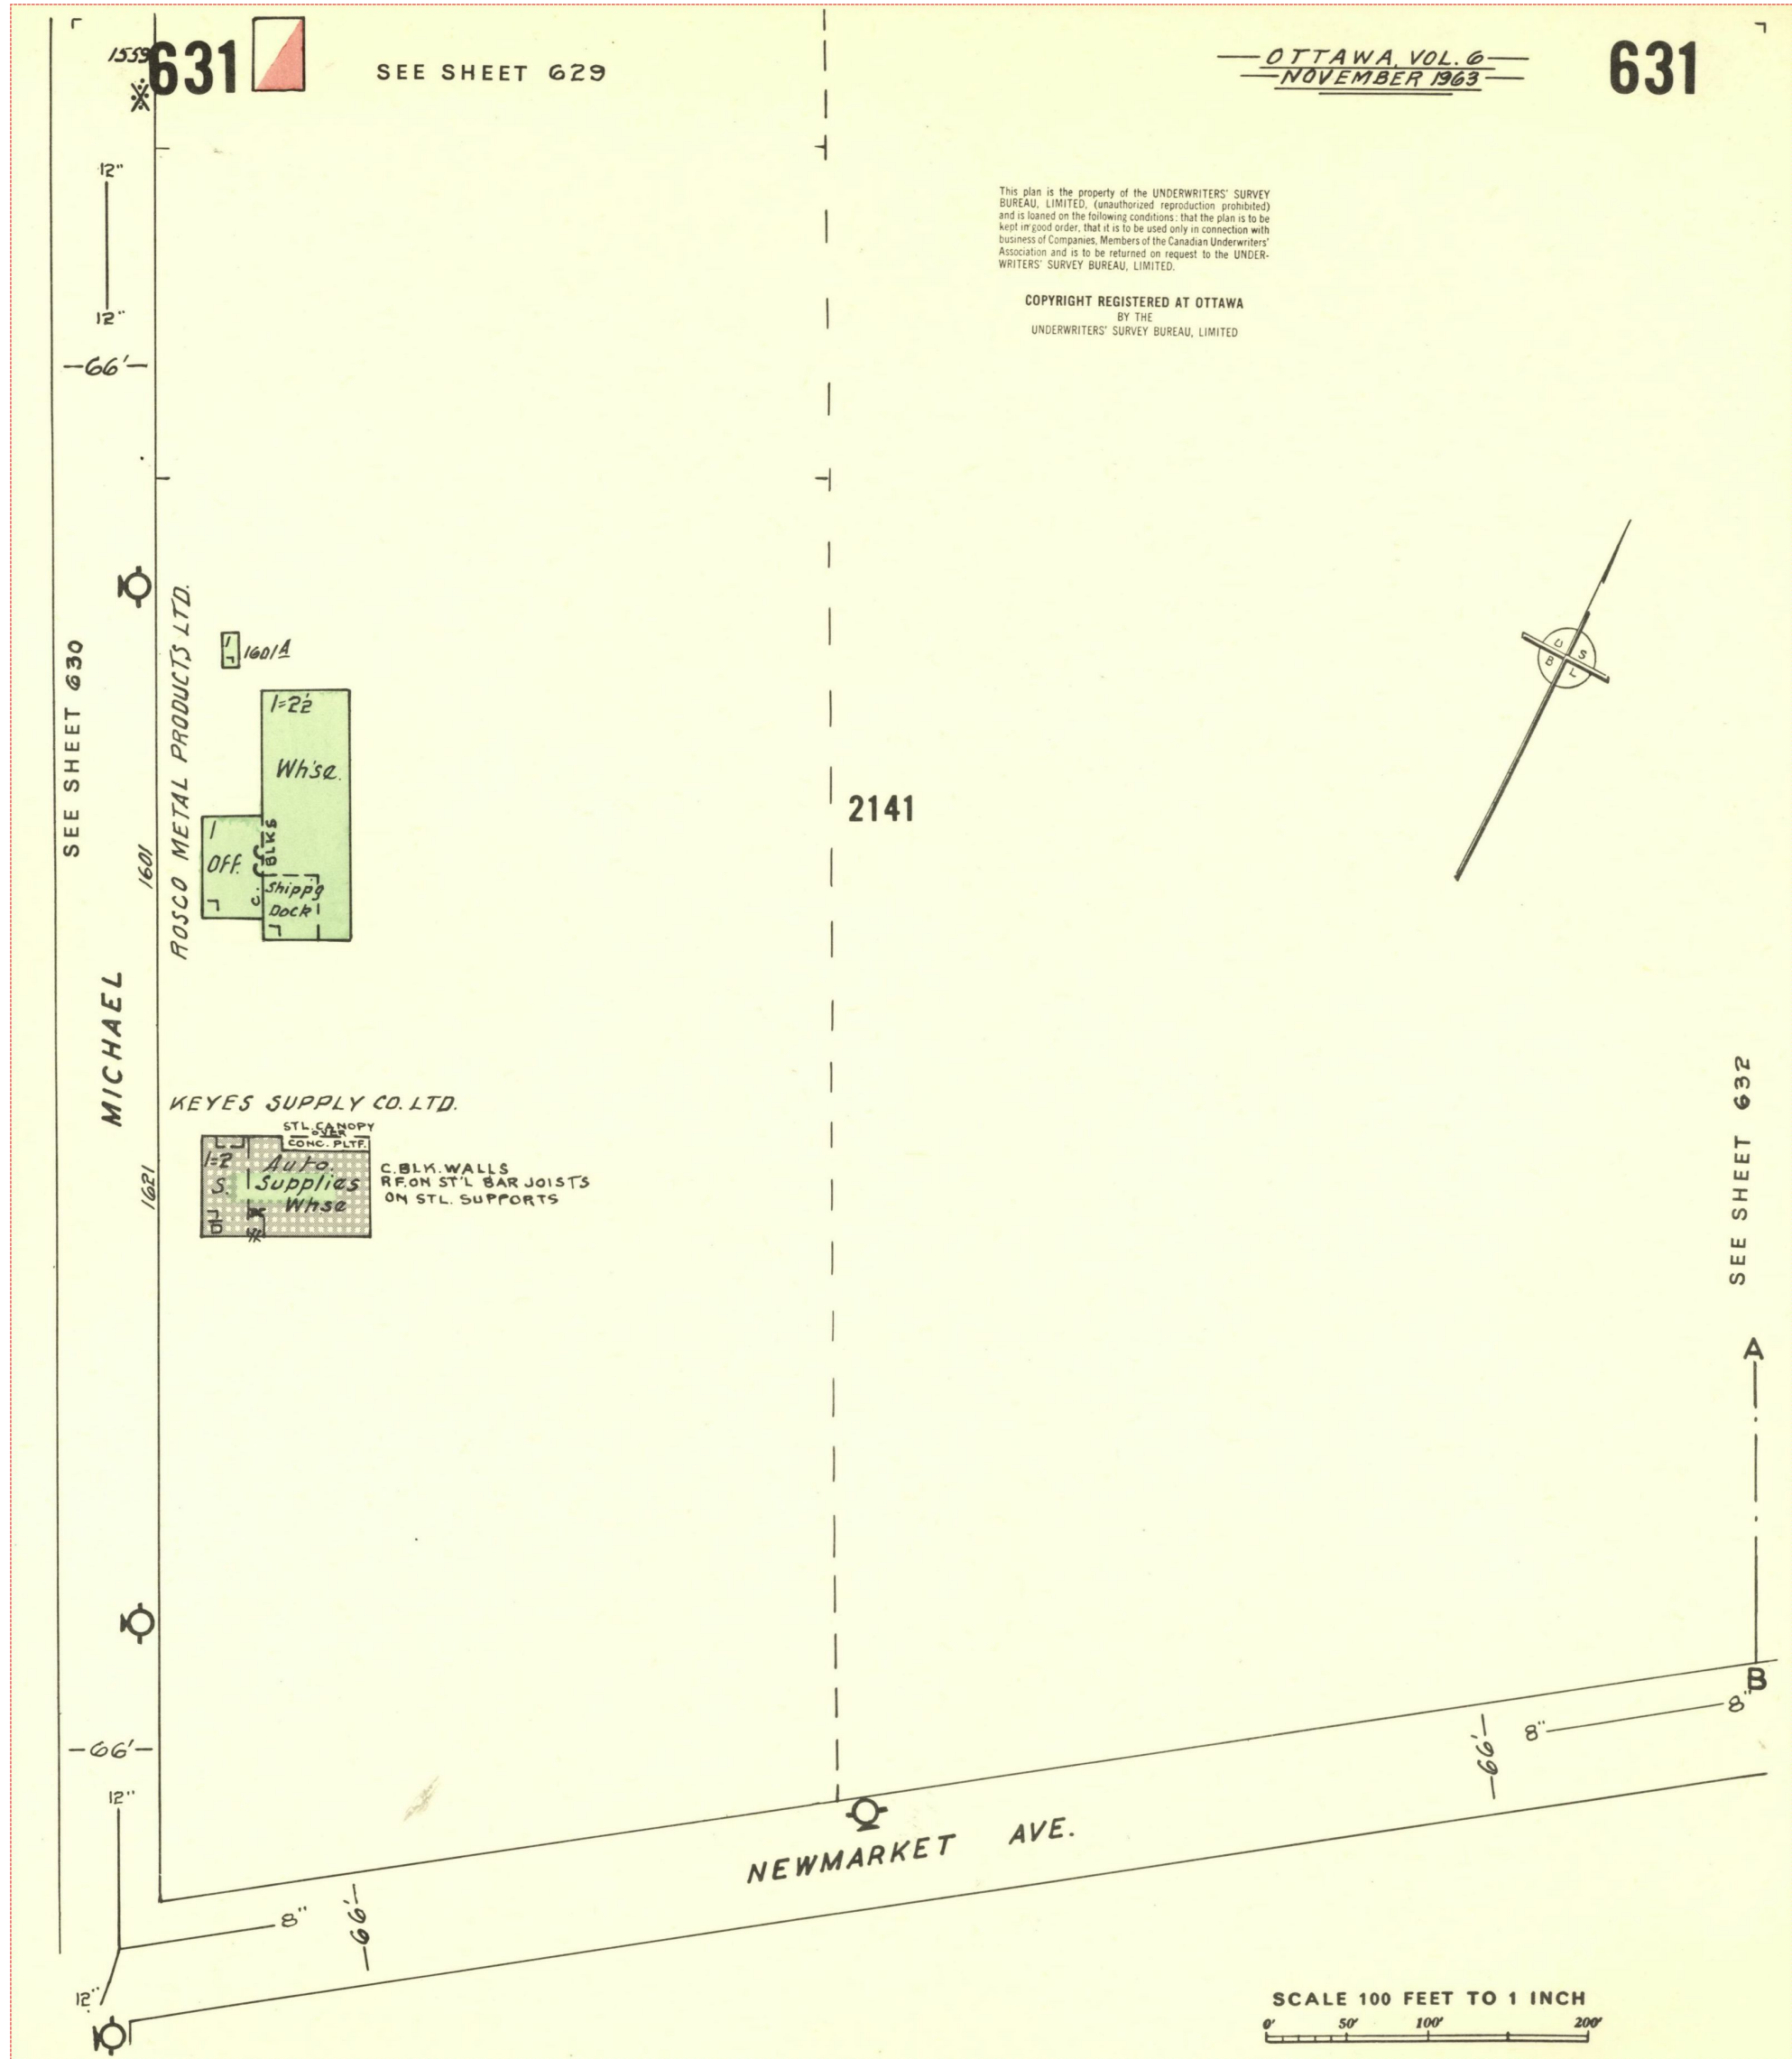 1559
631
SEE SHEET 629
OTTAWA, VOL. 6
NOVEMBER 1963
631
12"
12"
66'
This plan is the property of the UNDERWRITERS' SURVEY
BUREAU, LIMITED, (unauthorized reproduction prohibited)
and is loaned on the following conditions: that the plan is to be
kept in good order, that it is to be used only in connection with
business of Companies, Members of the Canadian Underwriters'
Association and is to be returned on request to the UNDER-
WRITERS' SURVEY BUREAU, LIMITED.
COPYRIGHT REGISTERED AT OTTAWA
BY THE
UNDERWRITERS' SURVEY BUREAU, LIMITED
SEE SHEET 630
MICHAEL
1601
ROSCO METAL PRODUCTS LTD.
1
1601A
1=2½
Wh'se.
1
OFF.
C. BLKS
Shipp'g
Dock
U S
B L
2141
KEYES SUPPLY CO. LTD.
STL. CANOPY
OVER
CONC. PLTF.
1621
1=2
S.
Auto.
Supplies
Whse
C. BLK. WALLS
RF. ON ST'L BAR JOISTS
ON STL. SUPPORTS
SEE SHEET 632
A
B
8"
8"
66'
66'
12"
NEWMARKET AVE.
8"
66'
12"
SCALE 100 FEET TO 1 INCH
0' 50' 100' 200'